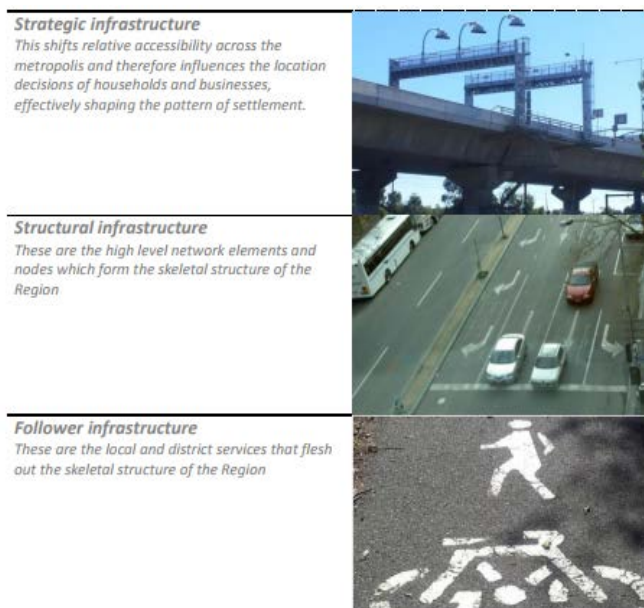 Strategic infrastructure
This shifts relative accessibility across the
metropolis and therefore influences the location
decisions of households and businesses,
effectively shaping the pattern of settlement.
Structural infrastructure
These are the high level network elements and
nodes which form the skeletal structure of the
Region
Follower infrastructure
These are the local and district services that flesh
out the skeletal structure of the Region